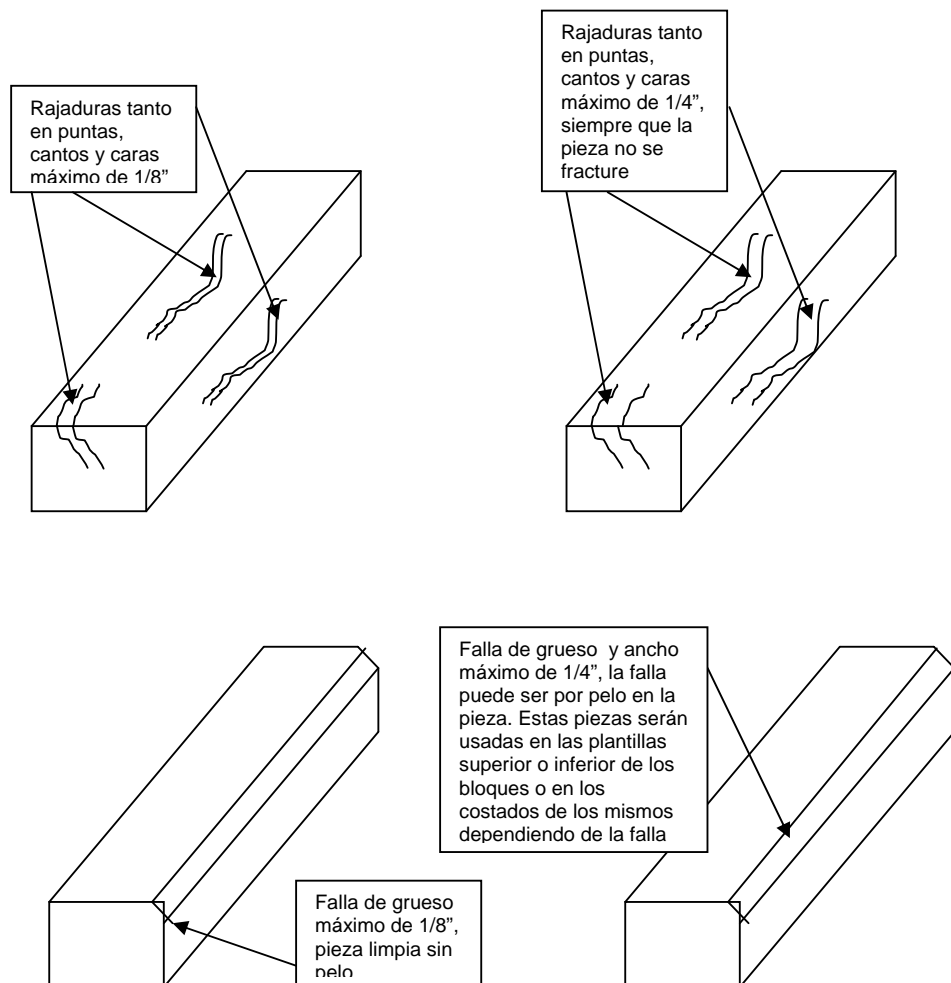 Rajaduras tanto
en puntas,
cantos y caras
máximo de 1/8”
Rajaduras tanto
en puntas,
cantos y caras
máximo de 1/4”,
siempre que la
pieza no se
fracture
Falla de grueso y ancho
máximo de 1/4”, la falla
puede ser por pelo en la
pieza. Estas piezas serán
usadas en las plantillas
superior o inferior de los
bloques o en los
costados de los mismos
dependiendo de la falla
Falla de grueso
máximo de 1/8”,
pieza limpia sin
pelo